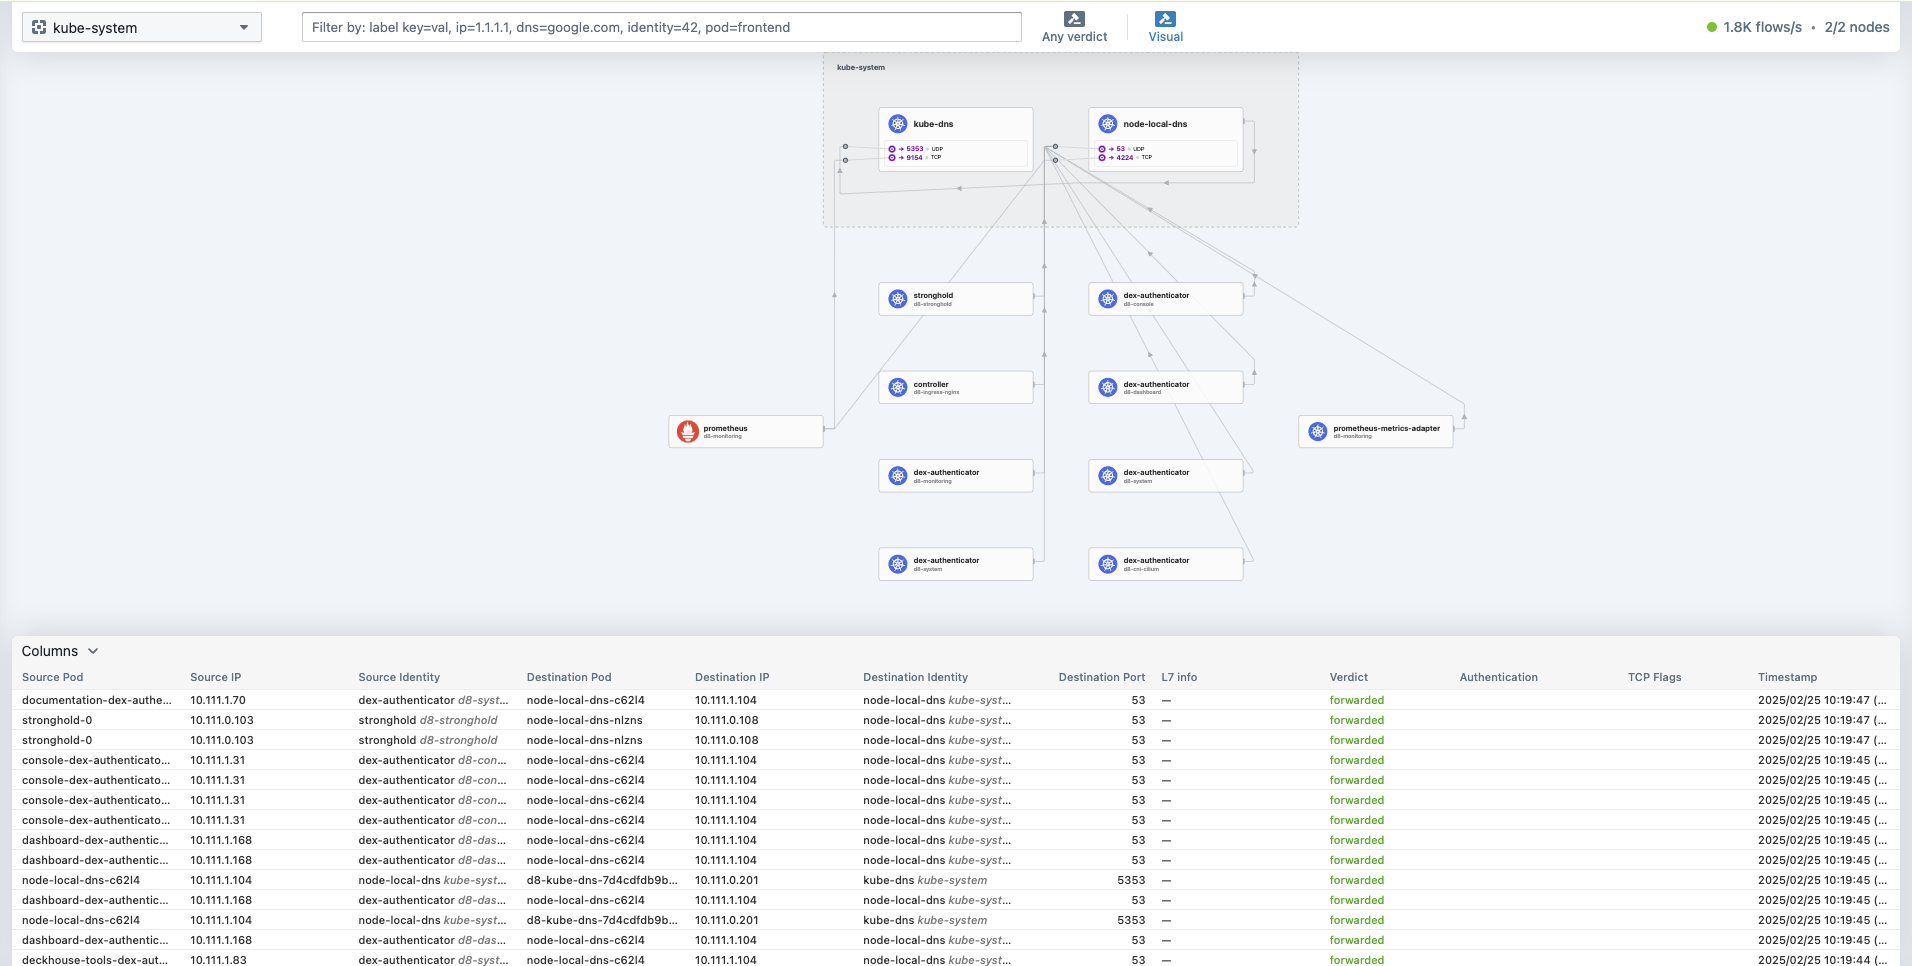 kube-system
Filter by: label key=val, ip=1.1.1.1, dns=google.com, identity=42, pod=frontend
Any verdict
Visual
1.8K flows/s • 2/2 nodes
kube-system
kube-dns
→ 5353 • UDP
→ 9154 • TCP
node-local-dns
→ 53 • UDP
→ 4224 • TCP
stronghold
d8-stronghold
dex-authenticator
d8-console
controller
d8-ingress-nginx
dex-authenticator
d8-dashboard
prometheus
d8-monitoring
prometheus-metrics-adapter
d8-monitoring
dex-authenticator
d8-monitoring
dex-authenticator
d8-system
dex-authenticator
d8-system
dex-authenticator
d8-cni-cilium
Columns
Source Pod Source IP Source Identity Destination Pod Destination IP Destination Identity Destination Port L7 info Verdict Authentication TCP Flags Timestamp
documentation-dex-authe... 10.111.1.70 dex-authenticator d8-syst... node-local-dns-c62l4 10.111.1.104 node-local-dns kube-syst... 53 — forwarded 2025/02/25 10:19:47 (...
stronghold-0 10.111.0.103 stronghold d8-stronghold node-local-dns-nlzns 10.111.0.108 node-local-dns kube-syst... 53 — forwarded 2025/02/25 10:19:47 (...
stronghold-0 10.111.0.103 stronghold d8-stronghold node-local-dns-nlzns 10.111.0.108 node-local-dns kube-syst... 53 — forwarded 2025/02/25 10:19:47 (...
console-dex-authenticato... 10.111.1.31 dex-authenticator d8-con... node-local-dns-c62l4 10.111.1.104 node-local-dns kube-syst... 53 — forwarded 2025/02/25 10:19:45 (...
console-dex-authenticato... 10.111.1.31 dex-authenticator d8-con... node-local-dns-c62l4 10.111.1.104 node-local-dns kube-syst... 53 — forwarded 2025/02/25 10:19:45 (...
console-dex-authenticato... 10.111.1.31 dex-authenticator d8-con... node-local-dns-c62l4 10.111.1.104 node-local-dns kube-syst... 53 — forwarded 2025/02/25 10:19:45 (...
console-dex-authenticato... 10.111.1.31 dex-authenticator d8-con... node-local-dns-c62l4 10.111.1.104 node-local-dns kube-syst... 53 — forwarded 2025/02/25 10:19:45 (...
dashboard-dex-authentic... 10.111.1.168 dex-authenticator d8-das... node-local-dns-c62l4 10.111.1.104 node-local-dns kube-syst... 53 — forwarded 2025/02/25 10:19:45 (...
dashboard-dex-authentic... 10.111.1.168 dex-authenticator d8-das... node-local-dns-c62l4 10.111.1.104 node-local-dns kube-syst... 53 — forwarded 2025/02/25 10:19:45 (...
node-local-dns-c62l4 10.111.1.104 node-local-dns kube-syst... d8-kube-dns-7d4cdfdb9b... 10.111.0.201 kube-dns kube-system 5353 — forwarded 2025/02/25 10:19:45 (...
dashboard-dex-authentic... 10.111.1.168 dex-authenticator d8-das... node-local-dns-c62l4 10.111.1.104 node-local-dns kube-syst... 53 — forwarded 2025/02/25 10:19:45 (...
node-local-dns-c62l4 10.111.1.104 node-local-dns kube-syst... d8-kube-dns-7d4cdfdb9b... 10.111.0.201 kube-dns kube-system 5353 — forwarded 2025/02/25 10:19:45 (...
dashboard-dex-authentic... 10.111.1.168 dex-authenticator d8-das... node-local-dns-c62l4 10.111.1.104 node-local-dns kube-syst... 53 — forwarded 2025/02/25 10:19:45 (...
deckhouse-tools-dex-aut... 10.111.1.83 dex-authenticator d8-syst... node-local-dns-c62l4 10.111.1.104 node-local-dns kube-syst... 53 — forwarded 2025/02/25 10:19:44 (...